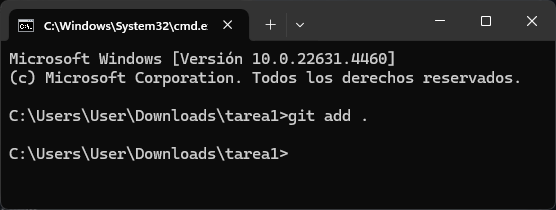 C:\Windows\System32\cmd.e:
Microsoft Windows [Versión 10.0.22631.4460]
(c) Microsoft Corporation. Todos los derechos reservados.
C:\Users\User\Downloads\tarea1>git add .
C:\Users\User\Downloads\tarea1>